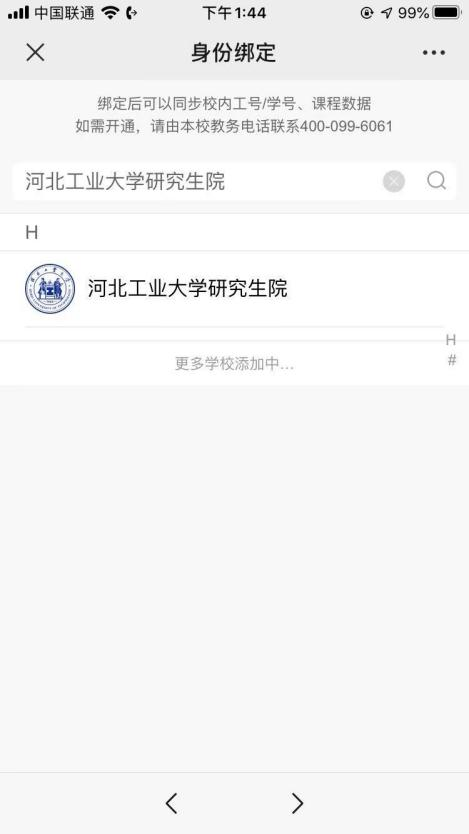 中国联通 下午1:44 99%
身份绑定
绑定后可以同步校内工号/学号、课程数据
如需开通，请由本校教务电话联系400-099-6061
河北工业大学研究生院
H
河北工业大学研究生院
H
#
更多学校添加中...